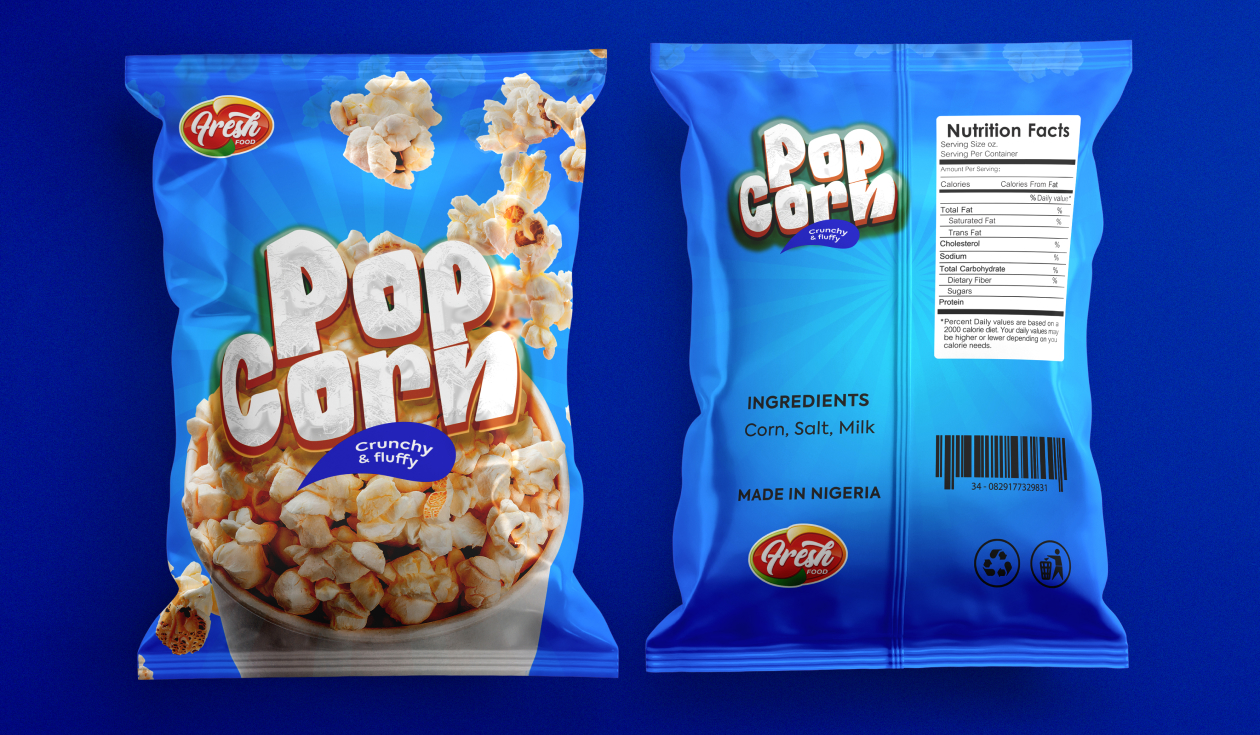 Fresh
FOOD
Pop
Corn
Crunchy
& fluffy
Pop
Corn
Crunchy
& fluffy
INGREDIENTS
Corn, Salt, Milk
MADE IN NIGERIA
Fresh
FOOD
Nutrition Facts
Serving Size oz.
Serving Per Container
Amount Per Serving:
Calories Calories From Fat
% Daily value*
Total Fat %
Saturated Fat %
Trans Fat
Cholesterol %
Sodium %
Total Carbohydrate %
Dietary Fiber %
Sugars
Protein
*Percent Daily values are based on a
2000 calorie diet. Your daily values may
be higher or lewer depending on you
calorie needs.
34 - 0829177329831